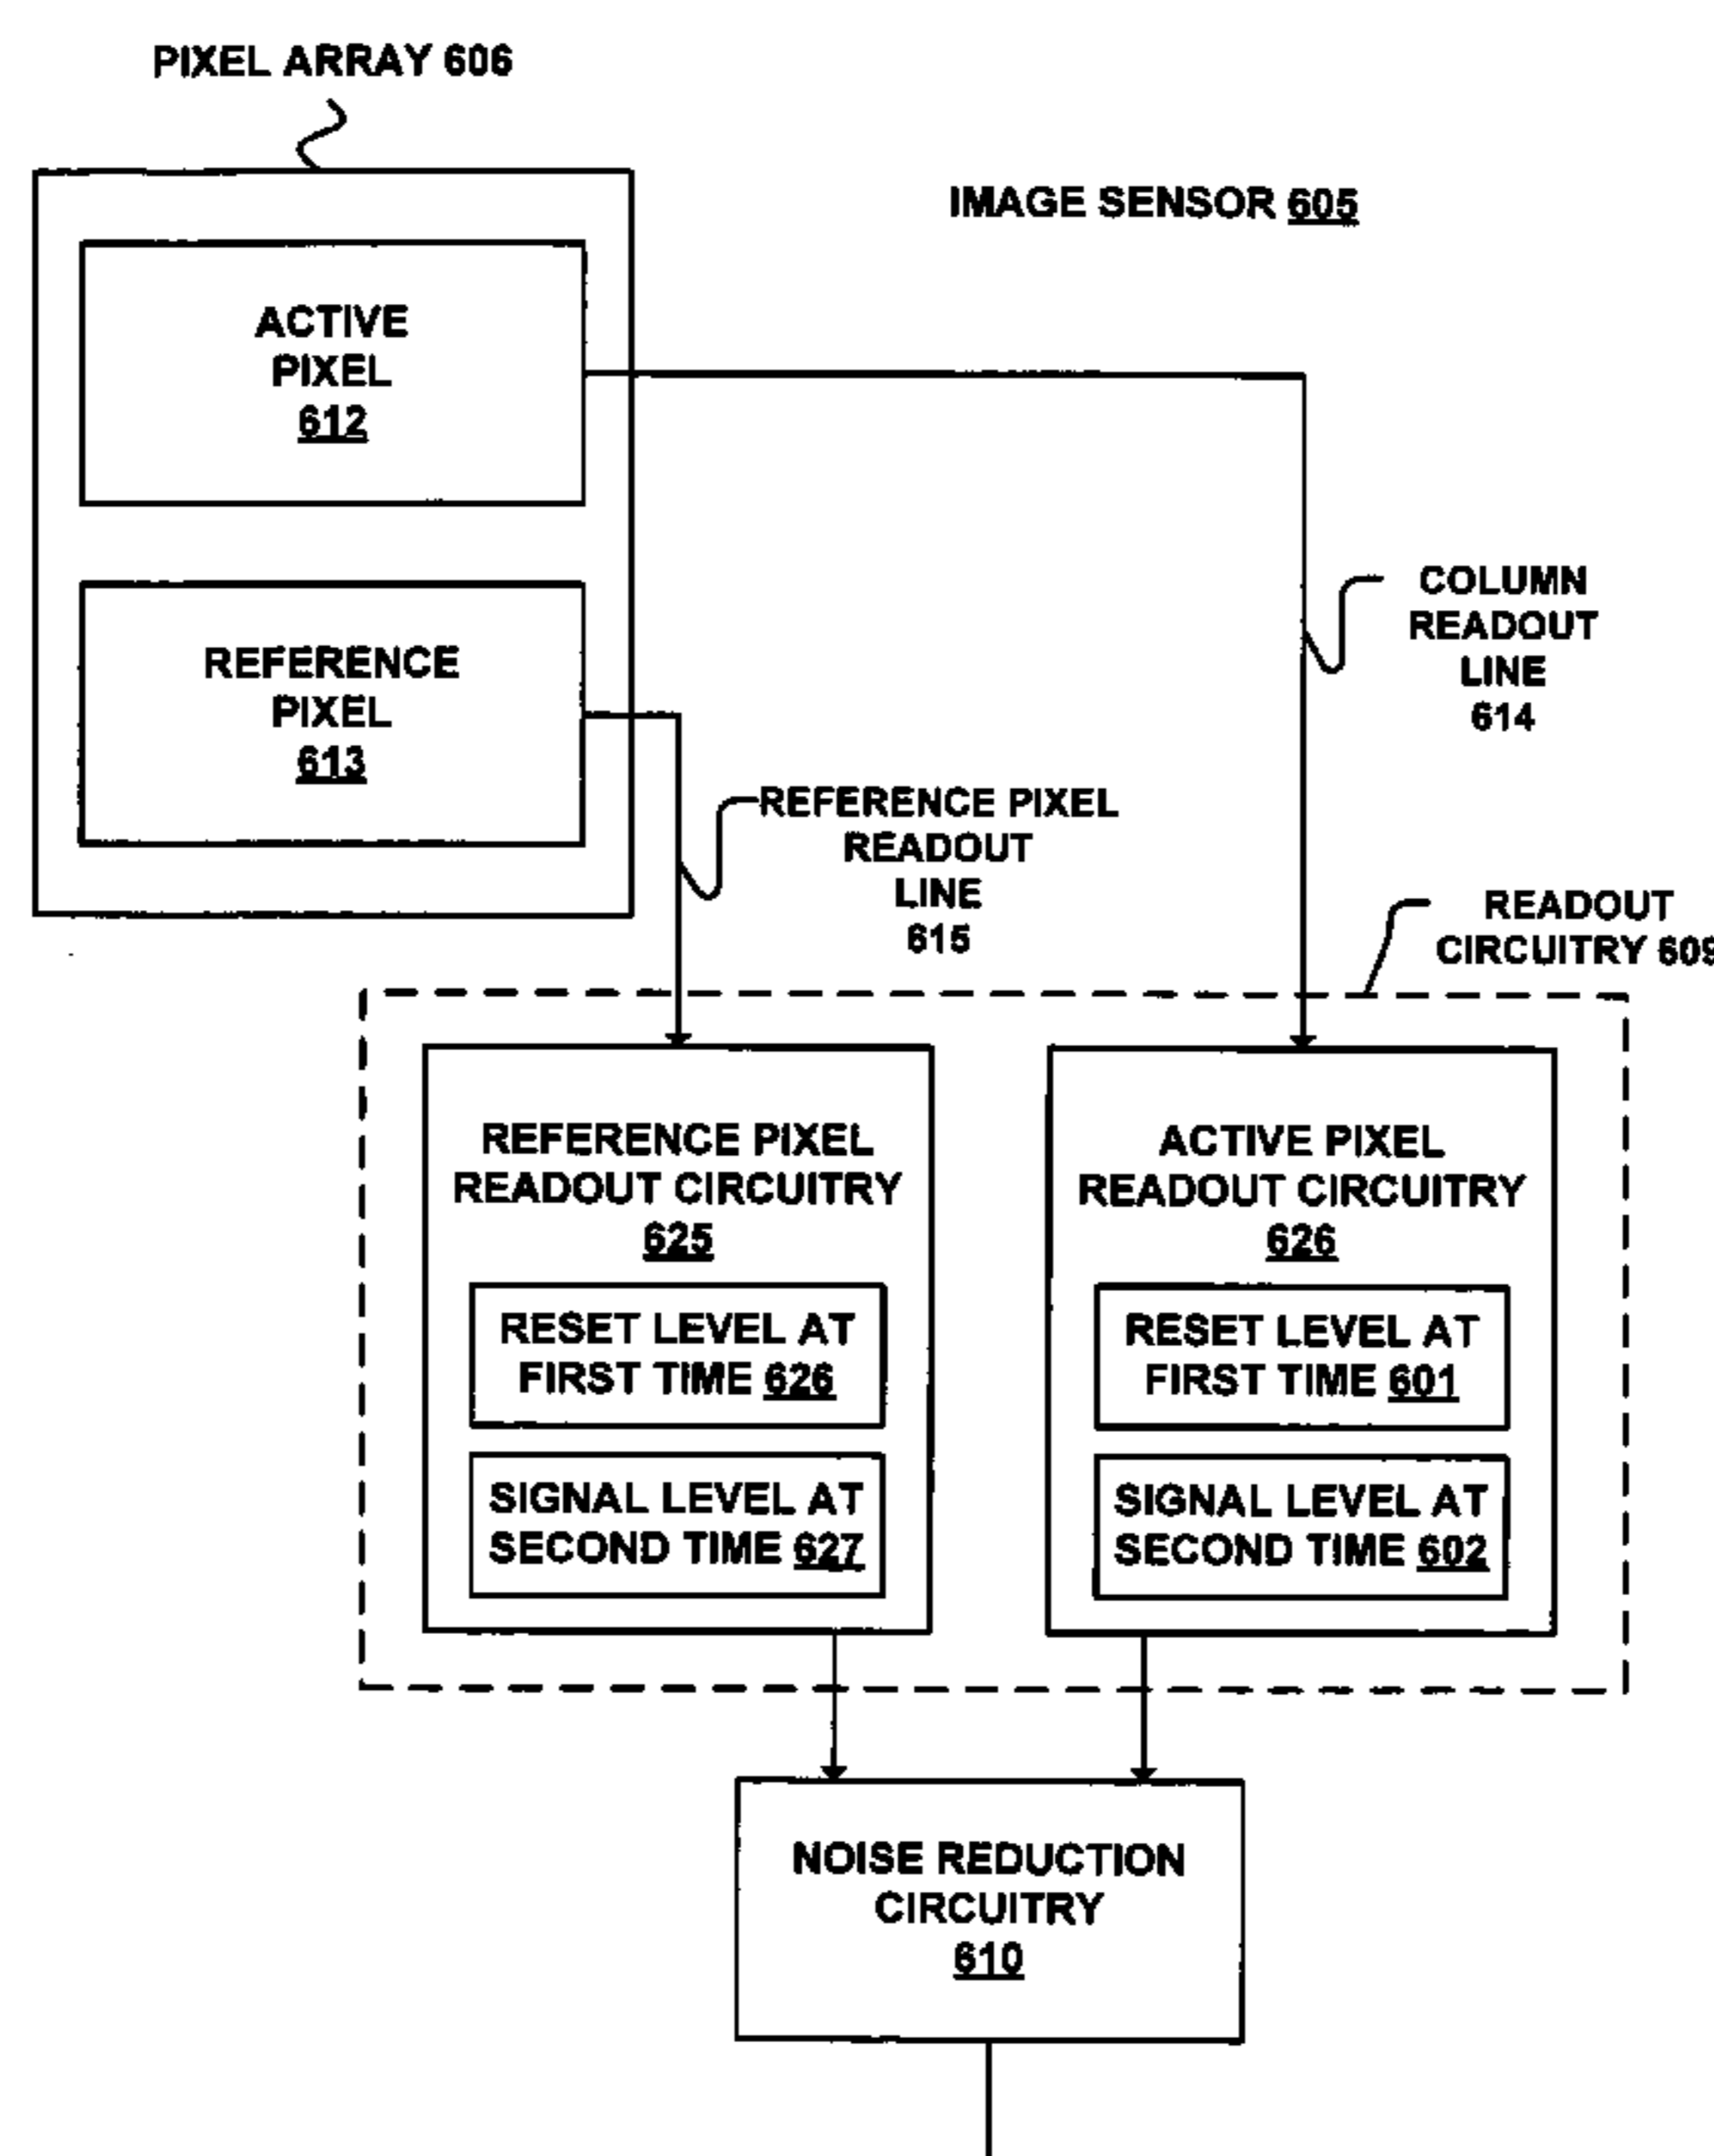 PIXEL ARRAY 606
IMAGE SENSOR 605
ACTIVE
PIXEL
612
REFERENCE
PIXEL
613
COLUMN
READOUT
LINE
614
REFERENCE PIXEL
READOUT
LINE
615
READOUT
CIRCUITRY 609
REFERENCE PIXEL
READOUT CIRCUITRY
625
RESET LEVEL AT
FIRST TIME 626
SIGNAL LEVEL AT
SECOND TIME 627
ACTIVE PIXEL
READOUT CIRCUITRY
626
RESET LEVEL AT
FIRST TIME 601
SIGNAL LEVEL AT
SECOND TIME 602
NOISE REDUCTION
CIRCUITRY
610